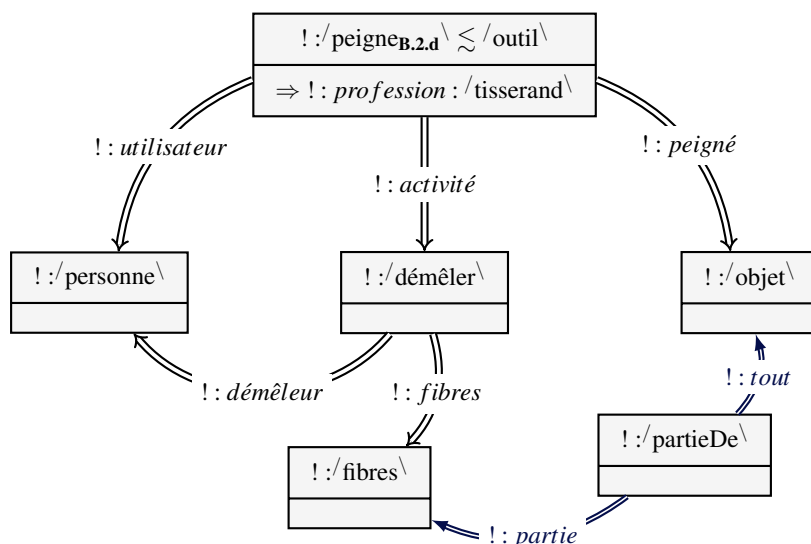 ! :/peigneB.2.d\ ≲ /outil\
⇒ ! : profession : /tisserand\
! : utilisateur
! : peigné
! : activité
! :/personne\
! :/démêler\
! :/objet\
! : démêleur
! : fibres
! : tout
! :/partieDe\
! :/fibres\
! : partie